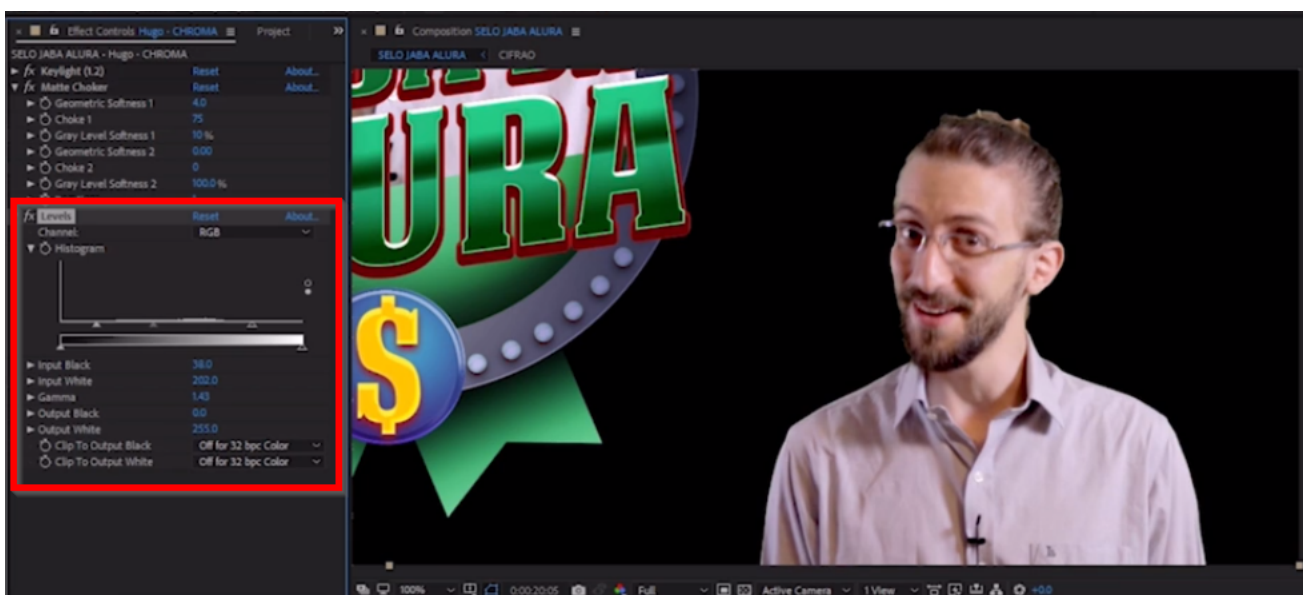 Effect Controls Hugo - CHROMA
Project
Composition SELO JABA ALURA
SELO JABA ALURA - Hugo - CHROMA
SELO JABA ALURA
CIFRAO
fx Keylight (1.2) Reset About...
fx Matte Choker Reset About...
Geometric Softness 1 4.0
Choke 1 75
Gray Level Softness 1 10 %
Geometric Softness 2 0.00
Choke 2 0
Gray Level Softness 2 100.0 %
fx Levels Reset About...
Channel: RGB
Histogram
Input Black 38.0
Input White 202.0
Gamma 1.43
Output Black 0.0
Output White 255.0
Clip To Output Black Off for 32 bpc Color
Clip To Output White Off for 32 bpc Color
URA
$
100% 0:00:20:05 Full Active Camera 1 View +0.0